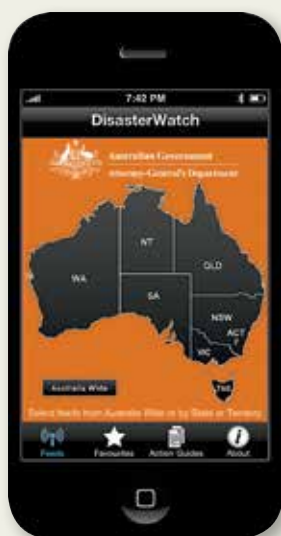 7:42 PM
DisasterWatch
Australian Government
Attorney-General's Department
NT
QLD
WA
SA
NSW
ACT
VIC
TAS
Australia Wide
Select feeds from Australia Wide or by State or Territory
Feeds
Favourites
Action Guides
About